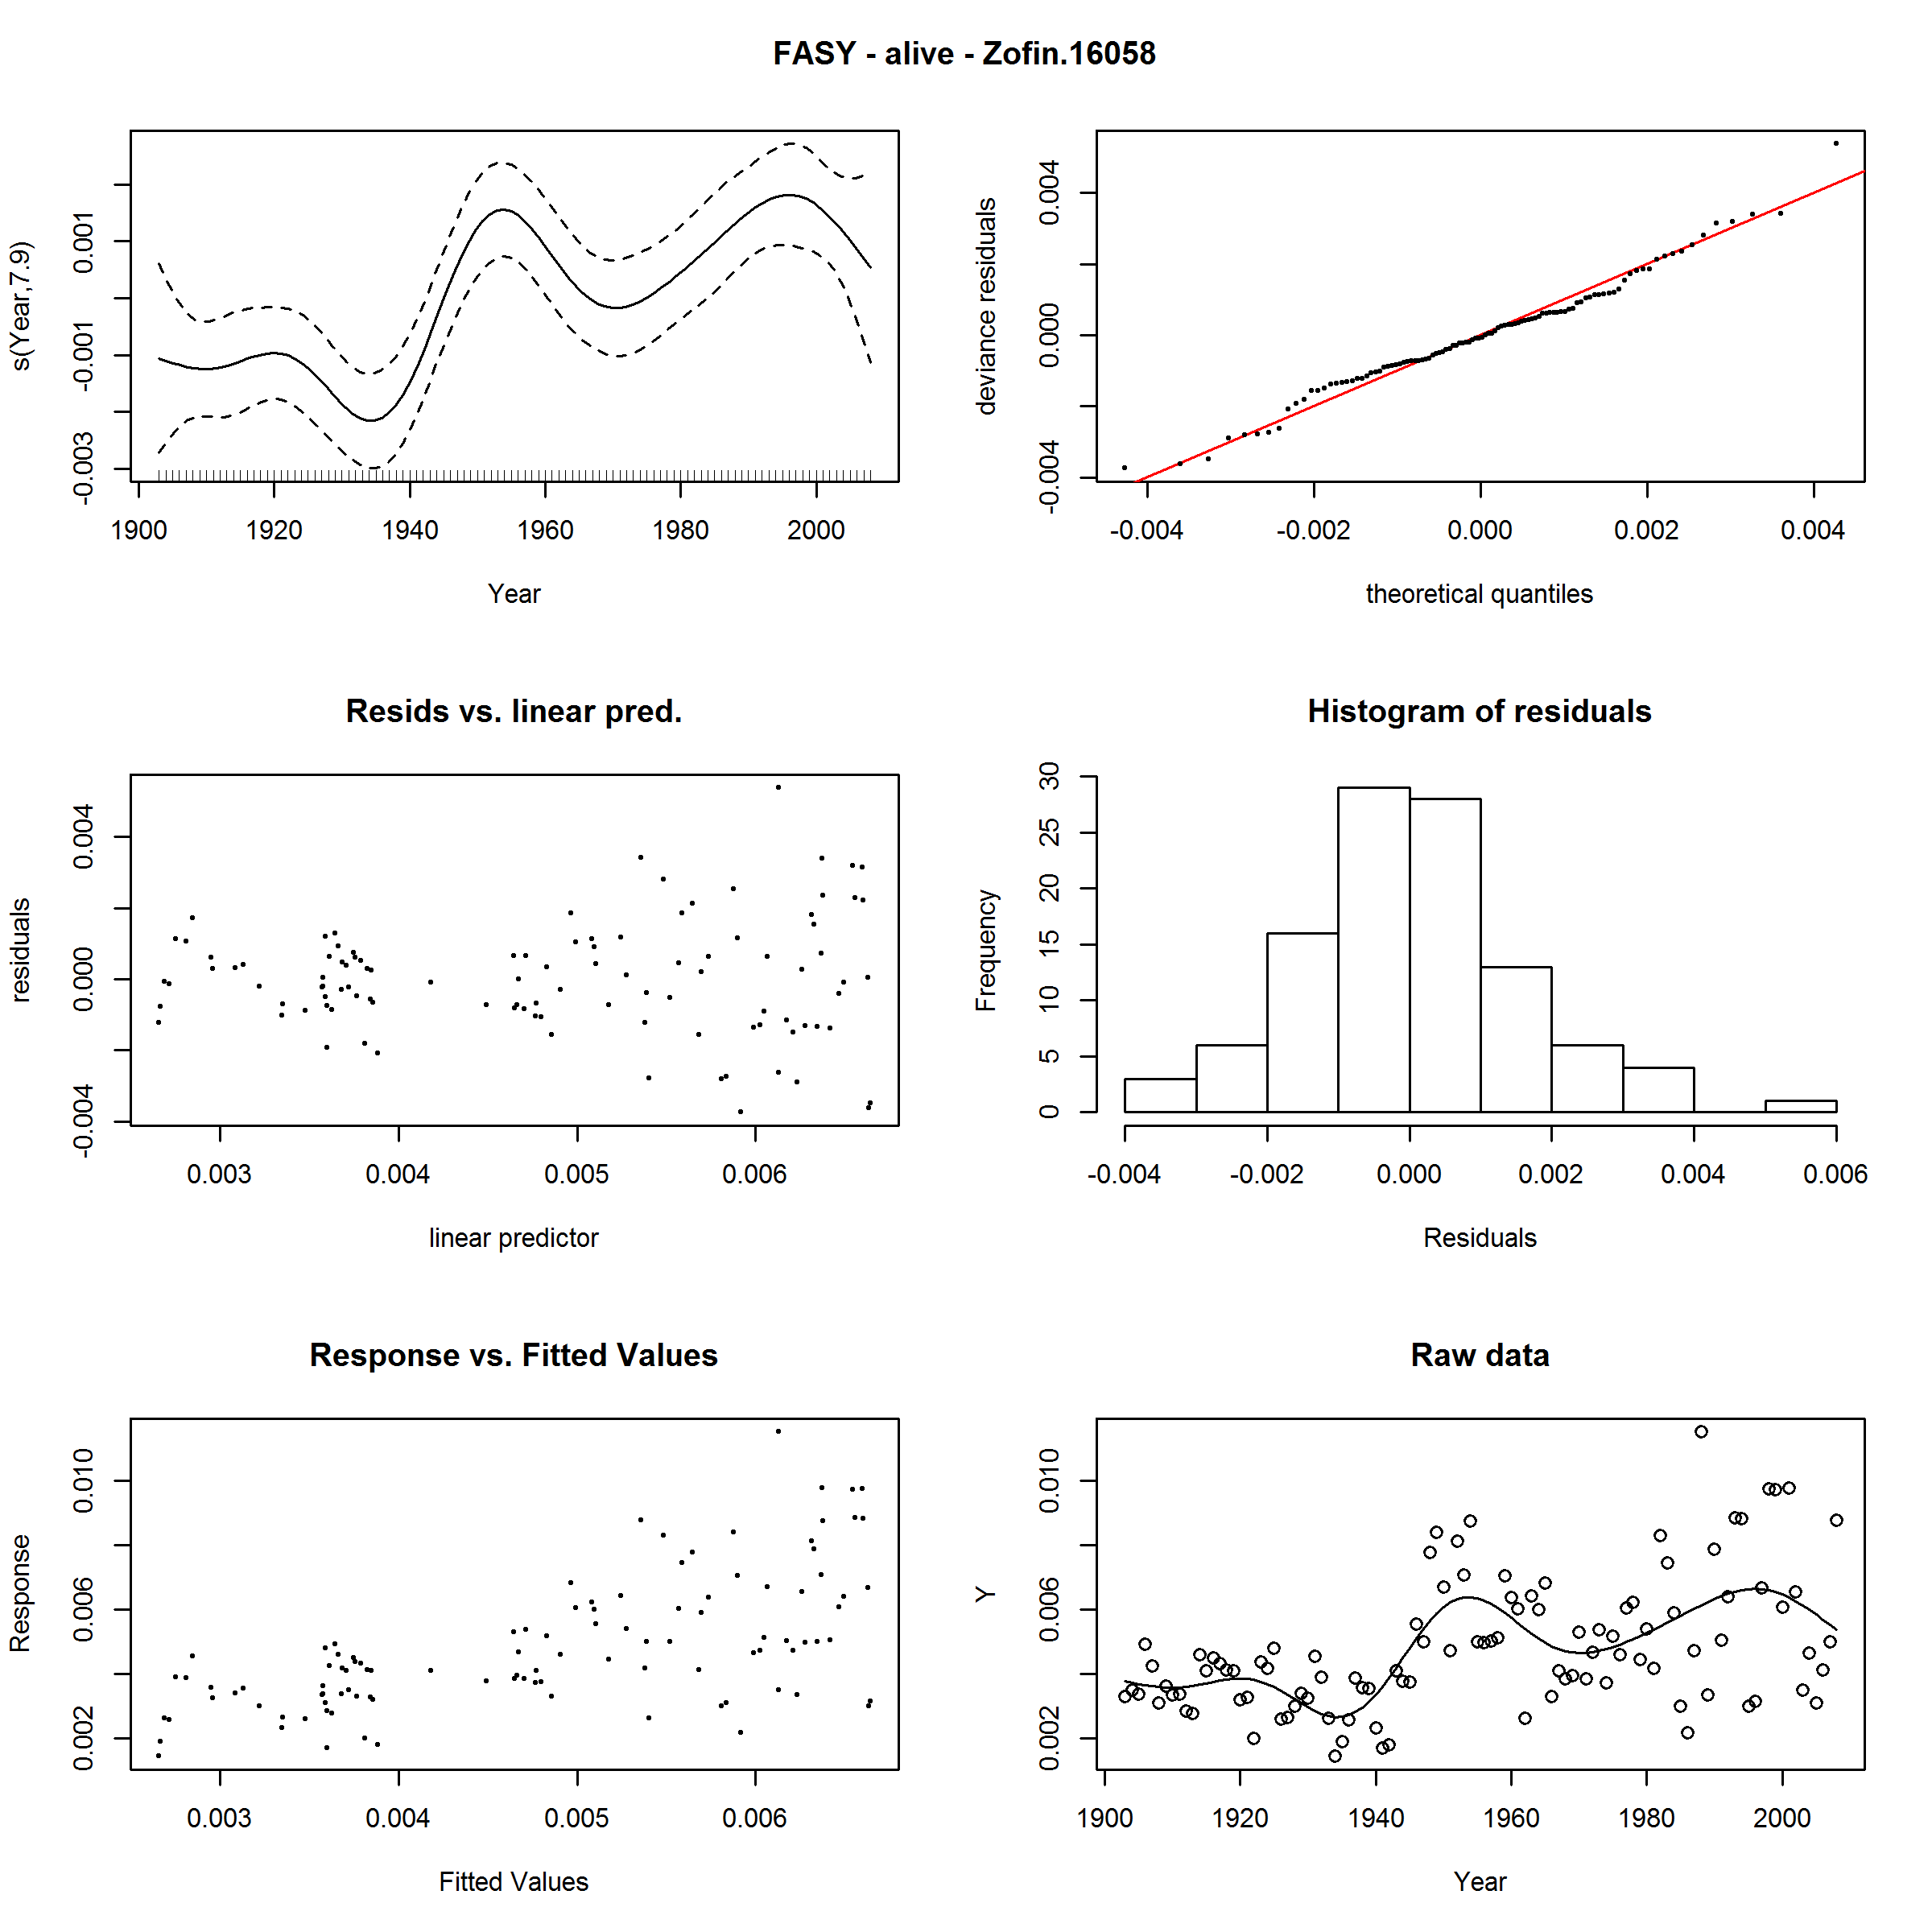 FASY - alive - Zofin.16058
s(Year,7.9)
-0.003 -0.001 0.001
1900 1920 1940 1960 1980 2000
Year
deviance residuals
-0.004 0.000 0.004
-0.004 -0.002 0.000 0.002 0.004
theoretical quantiles
Resids vs. linear pred.
residuals
-0.004 0.000 0.004
0.003 0.004 0.005 0.006
linear predictor
Histogram of residuals
Frequency
0 5 10 15 20 25 30
-0.004 -0.002 0.000 0.002 0.004 0.006
Residuals
Response vs. Fitted Values
Response
0.002 0.006 0.010
0.003 0.004 0.005 0.006
Fitted Values
Raw data
Y
0.002 0.006 0.010
1900 1920 1940 1960 1980 2000
Year